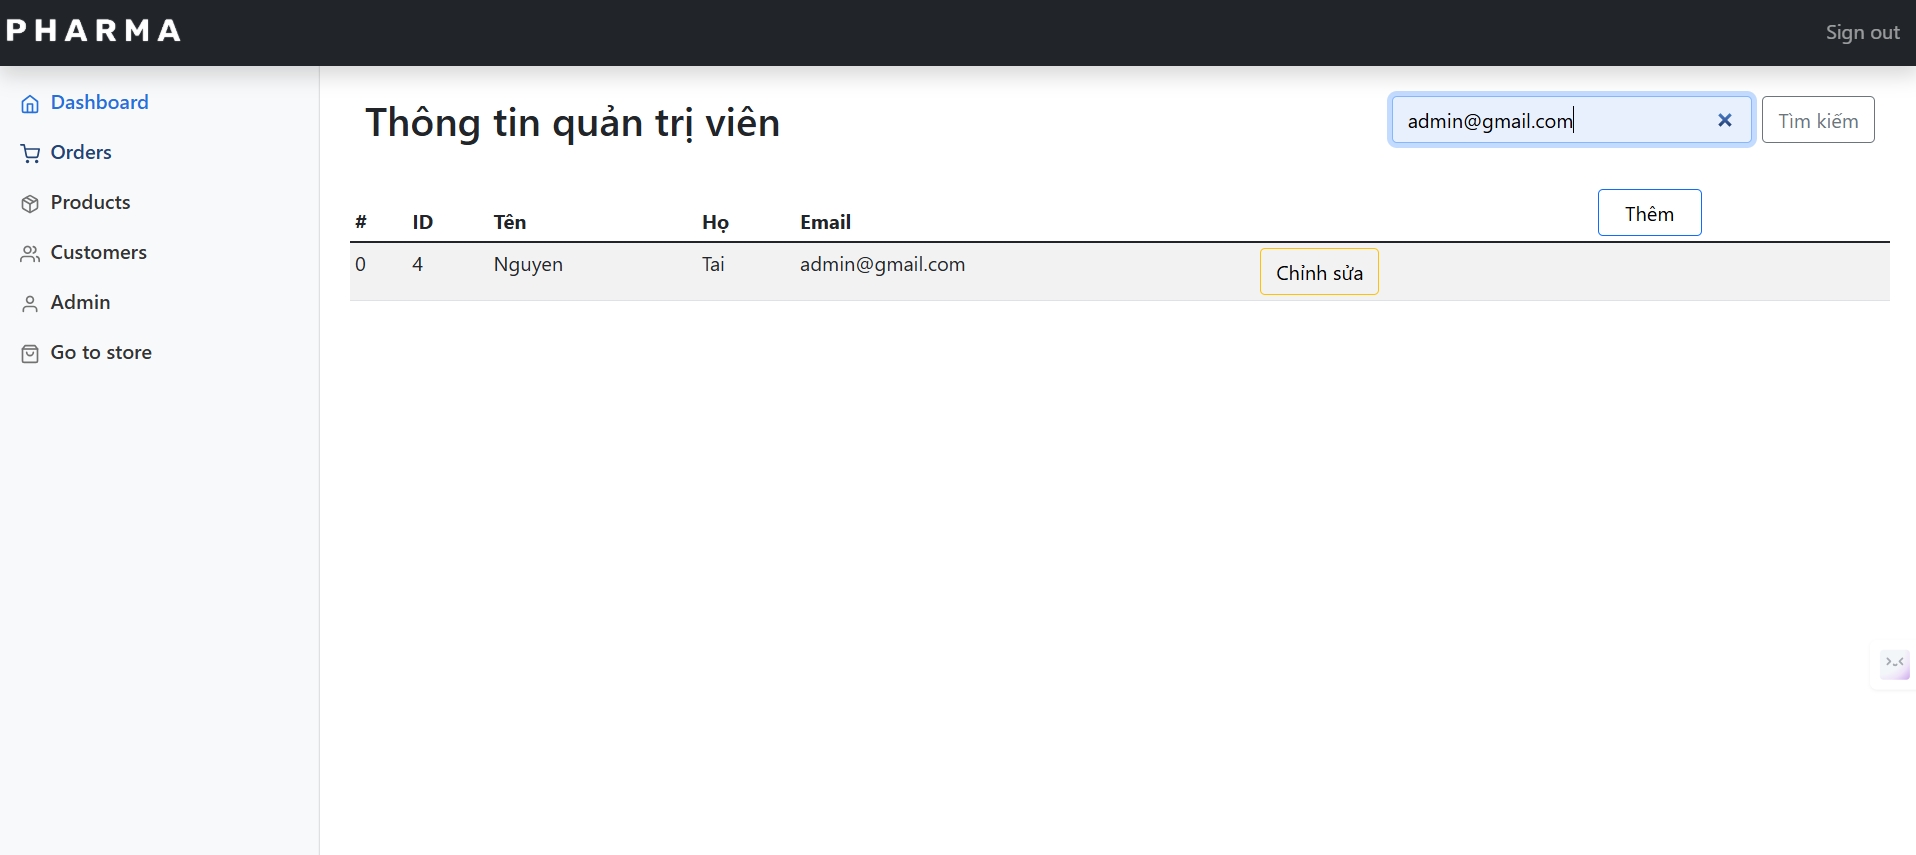 PHARMA
Sign out
Dashboard
Orders
Products
Customers
Admin
Go to store
Thông tin quản trị viên
admin@gmail.com
Tìm kiếm
Thêm
# ID Tên Họ Email
0 4 Nguyen Tai admin@gmail.com Chỉnh sửa